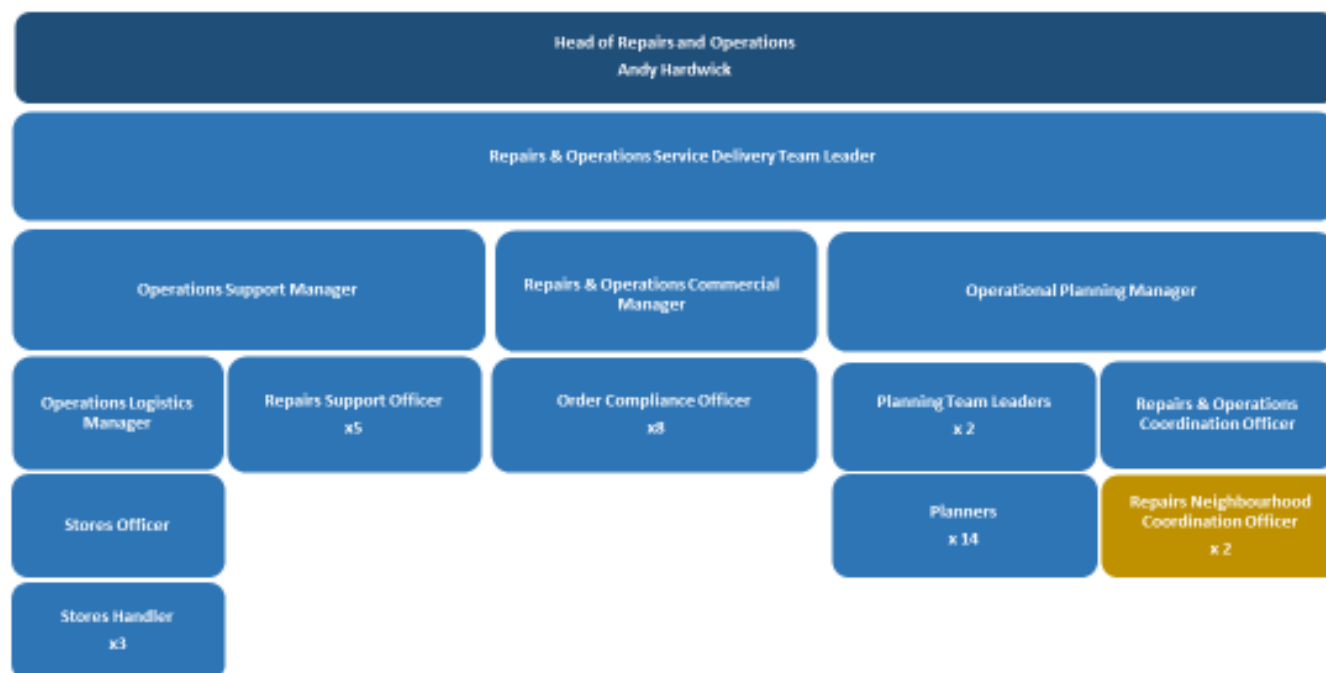 Head of Repairs and Operations
Andy Hardwick
Repairs & Operations Service Delivery Team Leader
Operations Support Manager
Repairs & Operations Commercial
Manager
Operational Planning Manager
Operations Logistics
Manager
Repairs Support Officer
x5
Order Compliance Officer
x8
Planning Team Leaders
x 2
Repairs & Operations
Coordination Officer
Stores Officer
Planners
x 14
Repairs Neighbourhood
Coordination Officer
x 2
Stores Handler
x3